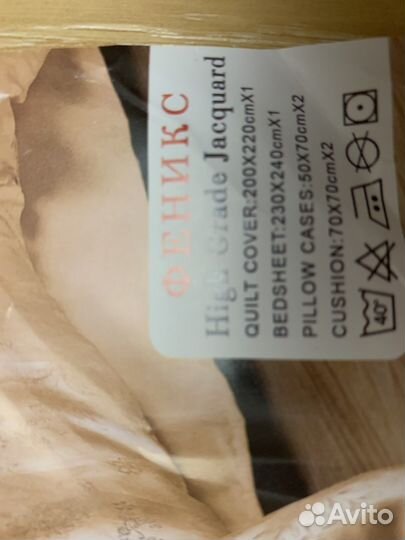 ФЕНИКС
High Grade Jacquard
QUILT COVER:200X220cmX1
BEDSHEET:230X240cmX1
PILLOW CASES:50X70cmX2
CUSHION:70X70cmX2
40°
Avito